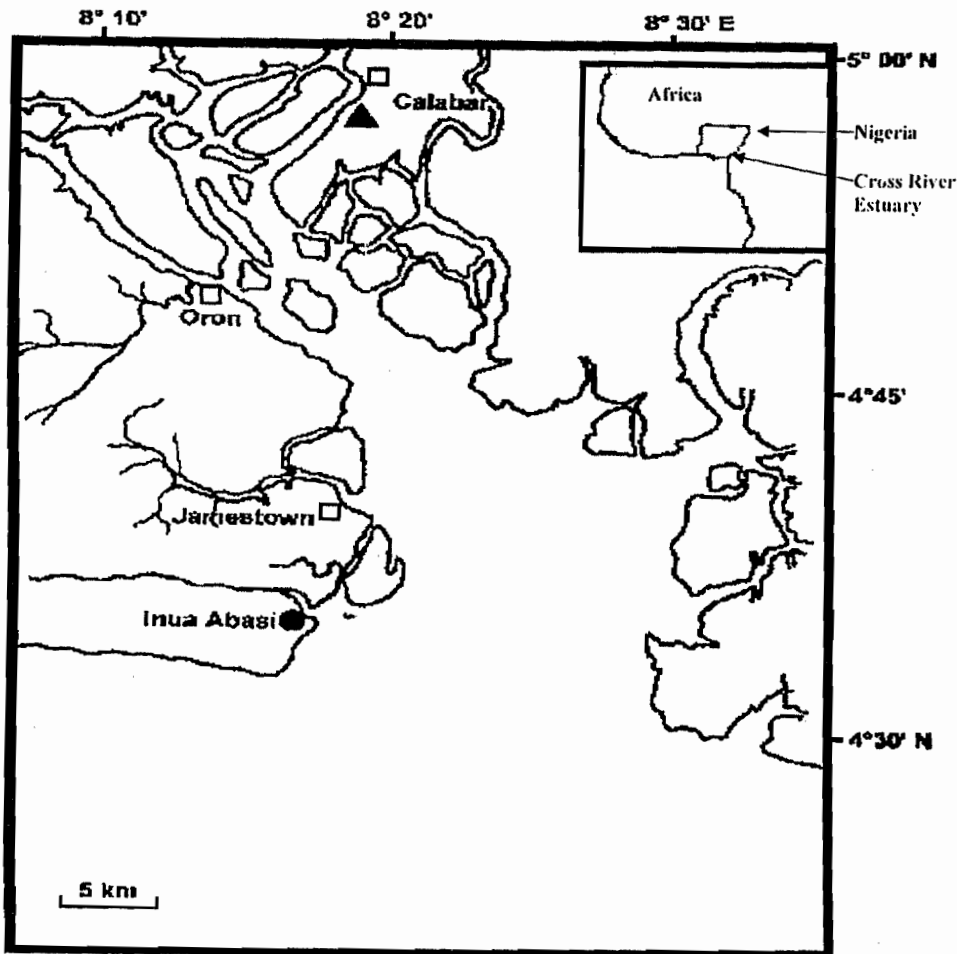 8° 10'
8° 20'
8° 30' E
5° 00' N
Africa
Calabar
Nigeria
Cross River
Estuary
Oron
4°45'
Jamestown
Inua Abasi
4°30' N
5 km